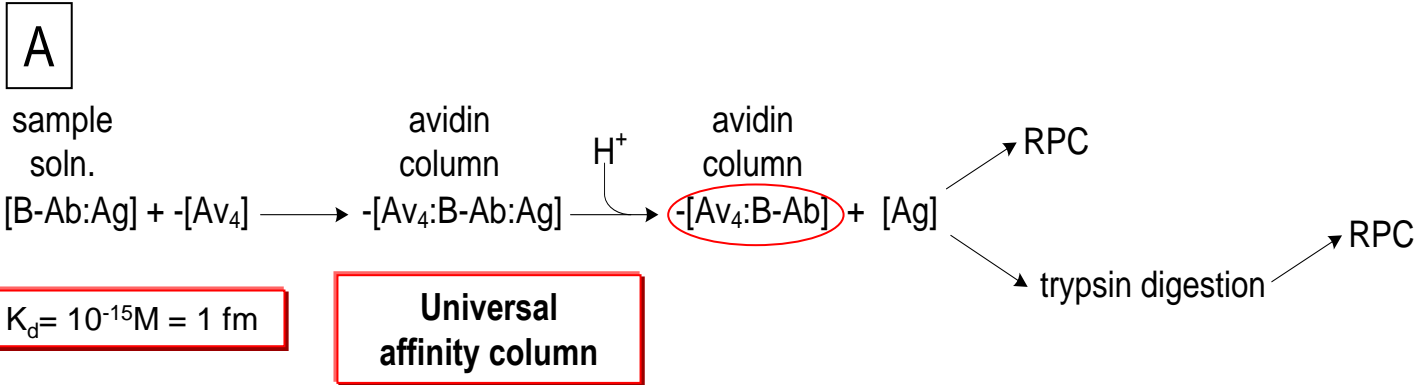 A
sample
soln.
avidin
column
H⁺
avidin
column
RPC
[B-Ab:Ag] + -[Av₄]
-[Av₄:B-Ab:Ag]
-[Av₄:B-Ab] + [Ag]
RPC
trypsin digestion
K_d= 10⁻¹⁵M = 1 fm
Universal
affinity column